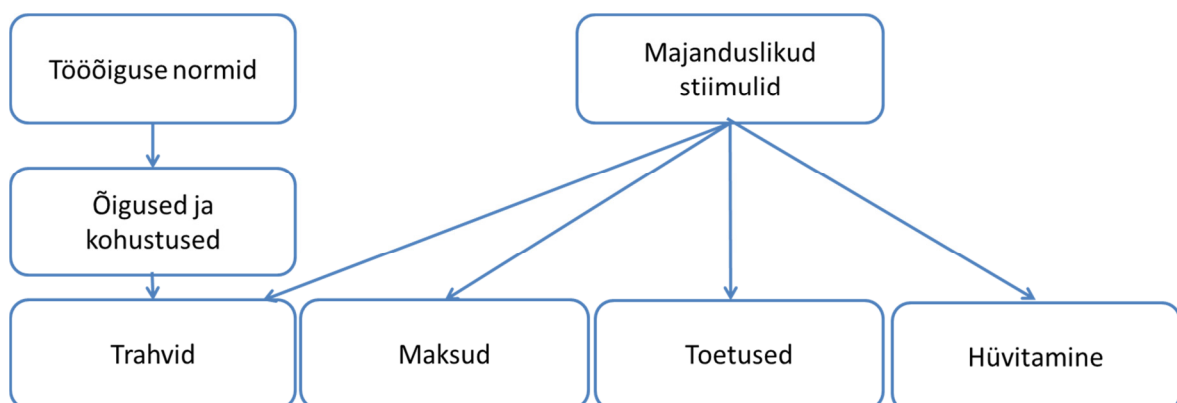 Tööõiguse normid
Majanduslikud
stiimulid
Õigused ja
kohustused
Trahvid
Maksud
Toetused
Hüvitamine